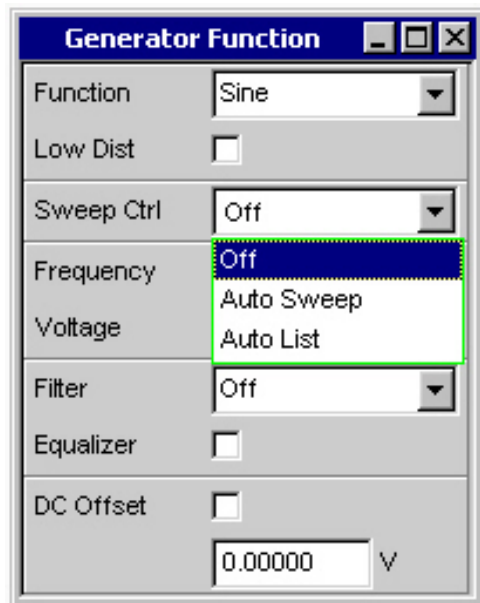 Generator Function
Function Sine
Low Dist
Sweep Ctrl Off
Off
Frequency
Auto Sweep
Voltage
Auto List
Filter Off
Equalizer
DC Offset
0.00000 V